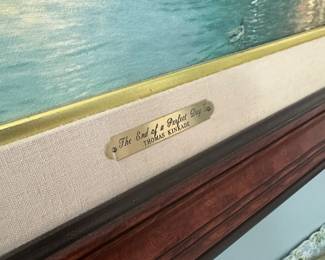 The End of a Perfect Day
THOMAS KINKADE